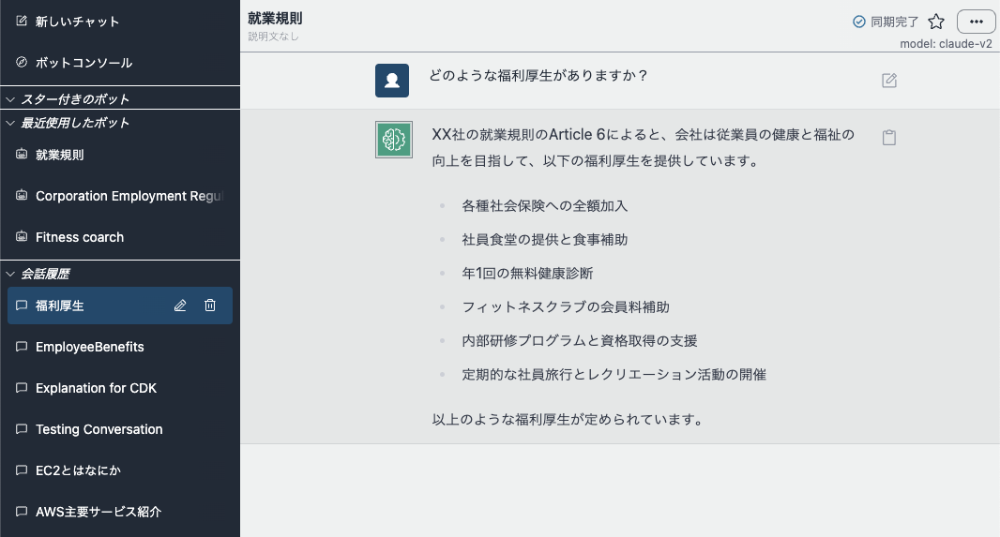 新しいチャット
ボットコンソール
スター付きのボット
最近使用したボット
就業規則
Corporation Employment Regu
Fitness coarch
会話履歴
福利厚生
EmployeeBenefits
Explanation for CDK
Testing Conversation
EC2とはなにか
AWS主要サービス紹介
就業規則
説明文なし
同期完了
model: claude-v2
どのような福利厚生がありますか？
XX社の就業規則のArticle 6によると、会社は従業員の健康と福祉の
向上を目指して、以下の福利厚生を提供しています。
各種社会保険への全額加入
社員食堂の提供と食事補助
年1回の無料健康診断
フィットネスクラブの会員料補助
内部研修プログラムと資格取得の支援
定期的な社員旅行とレクリエーション活動の開催
以上のような福利厚生が定められています。